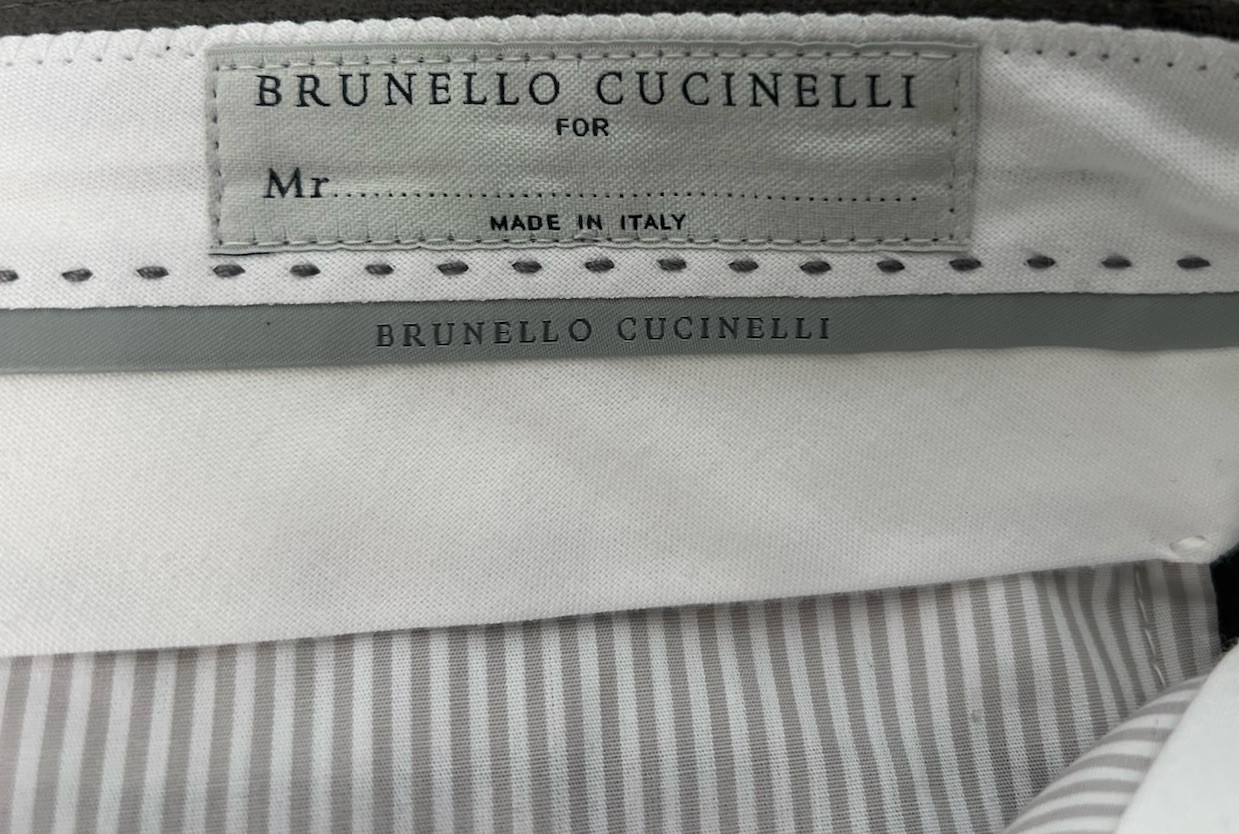 BRUNELLO CUCINELLI
FOR
Mr..........................................
MADE IN ITALY
BRUNELLO CUCINELLI